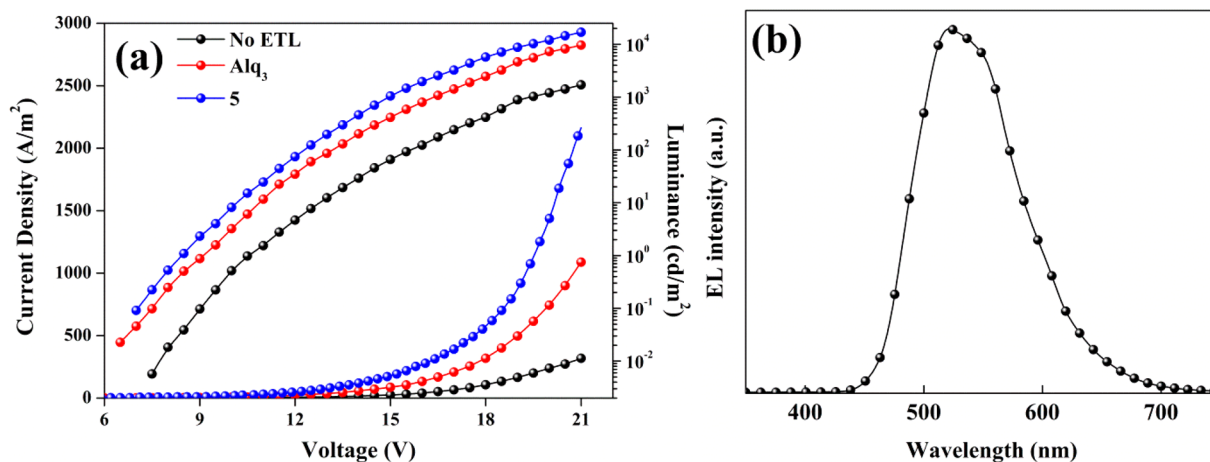 (a)
No ETL
Alq3
5
Current Density (A/m2)
3000
2500
2000
1500
1000
500
0
6
9
12
15
18
21
Voltage (V)
10^4
10^3
10^2
10^1
10^0
10^-1
10^-2
Luminance (cd/m2)
(b)
EL intensity (a.u.)
400
500
600
700
Wavelength (nm)